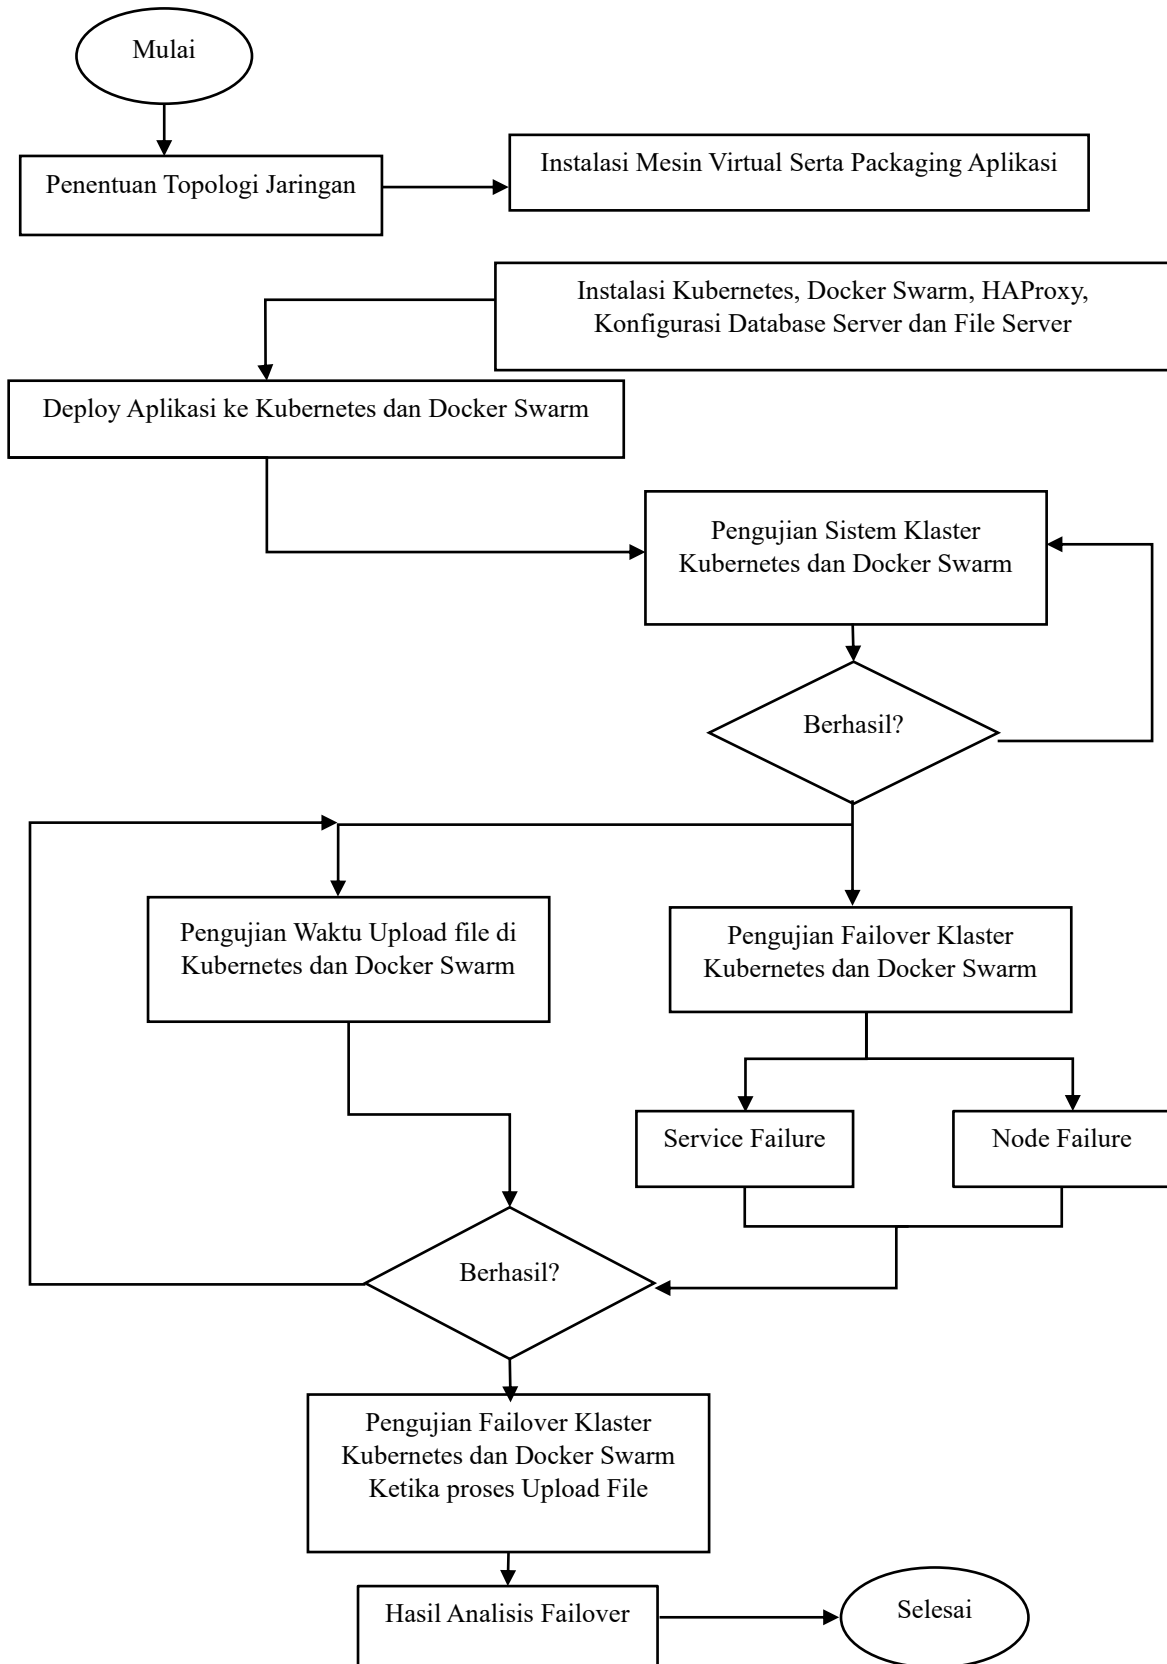 Mulai
Penentuan Topologi Jaringan
Instalasi Mesin Virtual Serta Packaging Aplikasi
Instalasi Kubernetes, Docker Swarm, HAProxy,
Konfigurasi Database Server dan File Server
Deploy Aplikasi ke Kubernetes dan Docker Swarm
Pengujian Sistem Klaster
Kubernetes dan Docker Swarm
Berhasil?
Pengujian Waktu Upload file di
Kubernetes dan Docker Swarm
Pengujian Failover Klaster
Kubernetes dan Docker Swarm
Service Failure
Node Failure
Berhasil?
Pengujian Failover Klaster
Kubernetes dan Docker Swarm
Ketika proses Upload File
Hasil Analisis Failover
Selesai